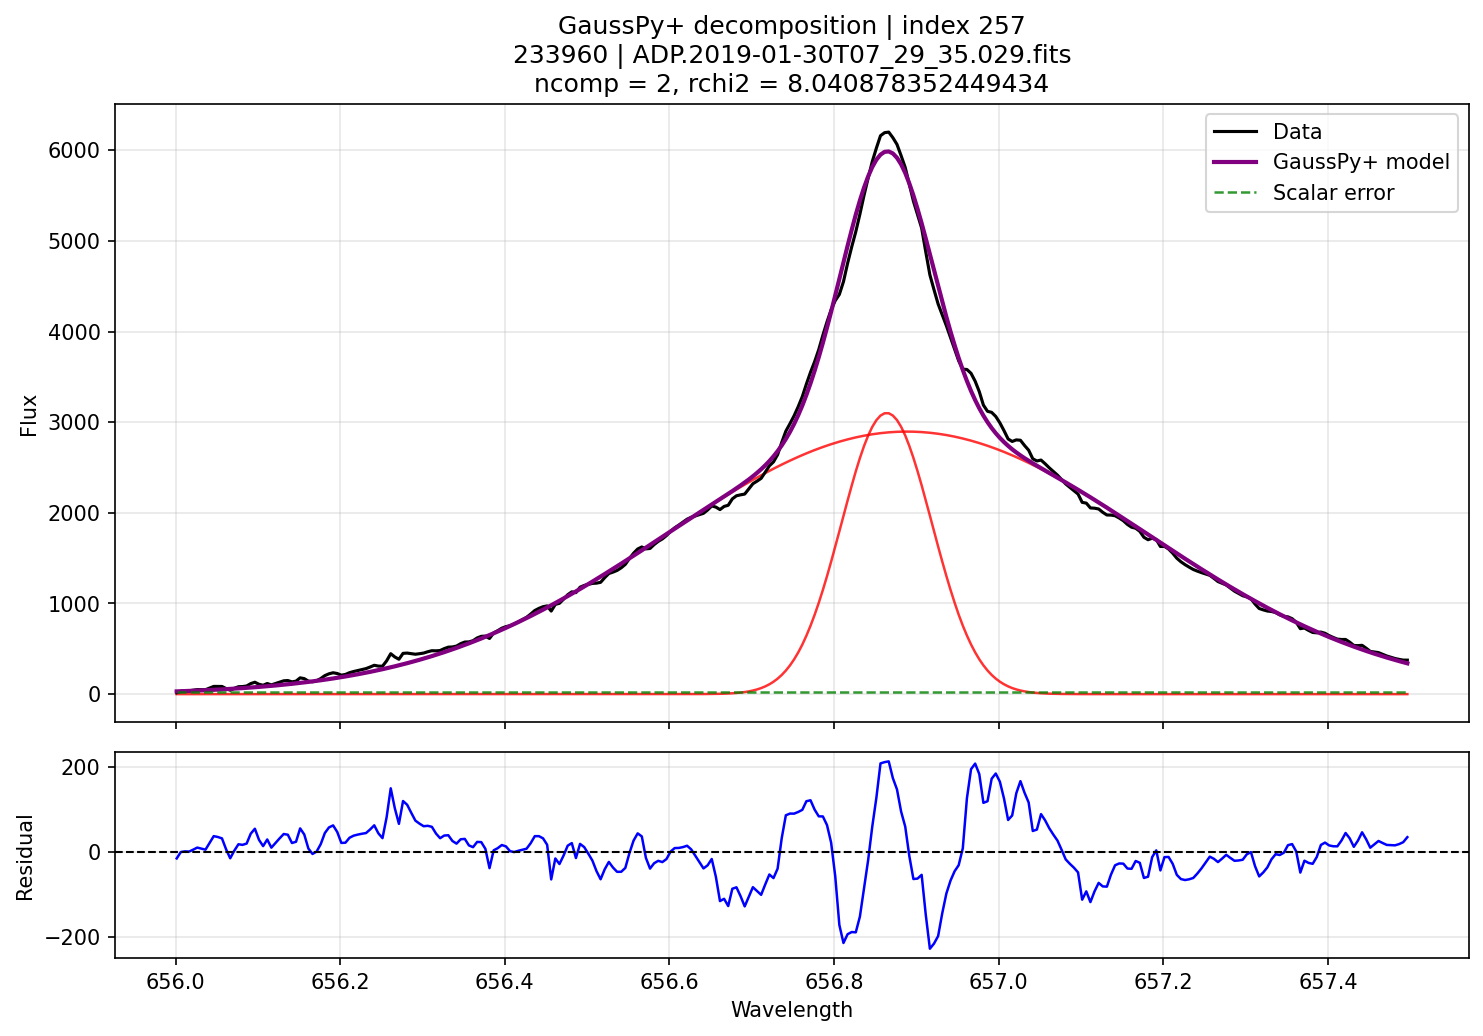 GaussPy+ decomposition | index 257
233960 | ADP.2019-01-30T07_29_35.029.fits
ncomp = 2, rchi2 = 8.040878352449434
Data
GaussPy+ model
Scalar error
Flux
6000
5000
4000
3000
2000
1000
0
Residual
200
0
−200
656.0 656.2 656.4 656.6 656.8 657.0 657.2 657.4
Wavelength